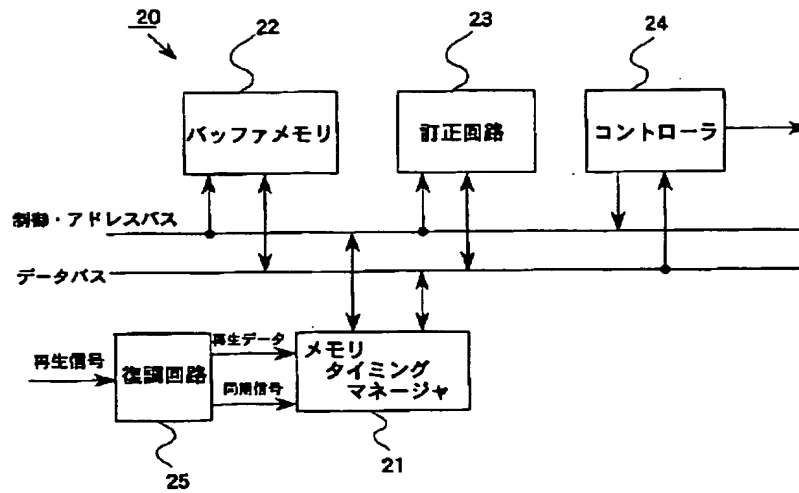 20
22
23
24
バッファメモリ
訂正回路
コントローラ
制御・アドレスバス
データバス
再生信号
復調回路
再生データ
同期信号
メモリ
タイミング
マネージャ
25
21